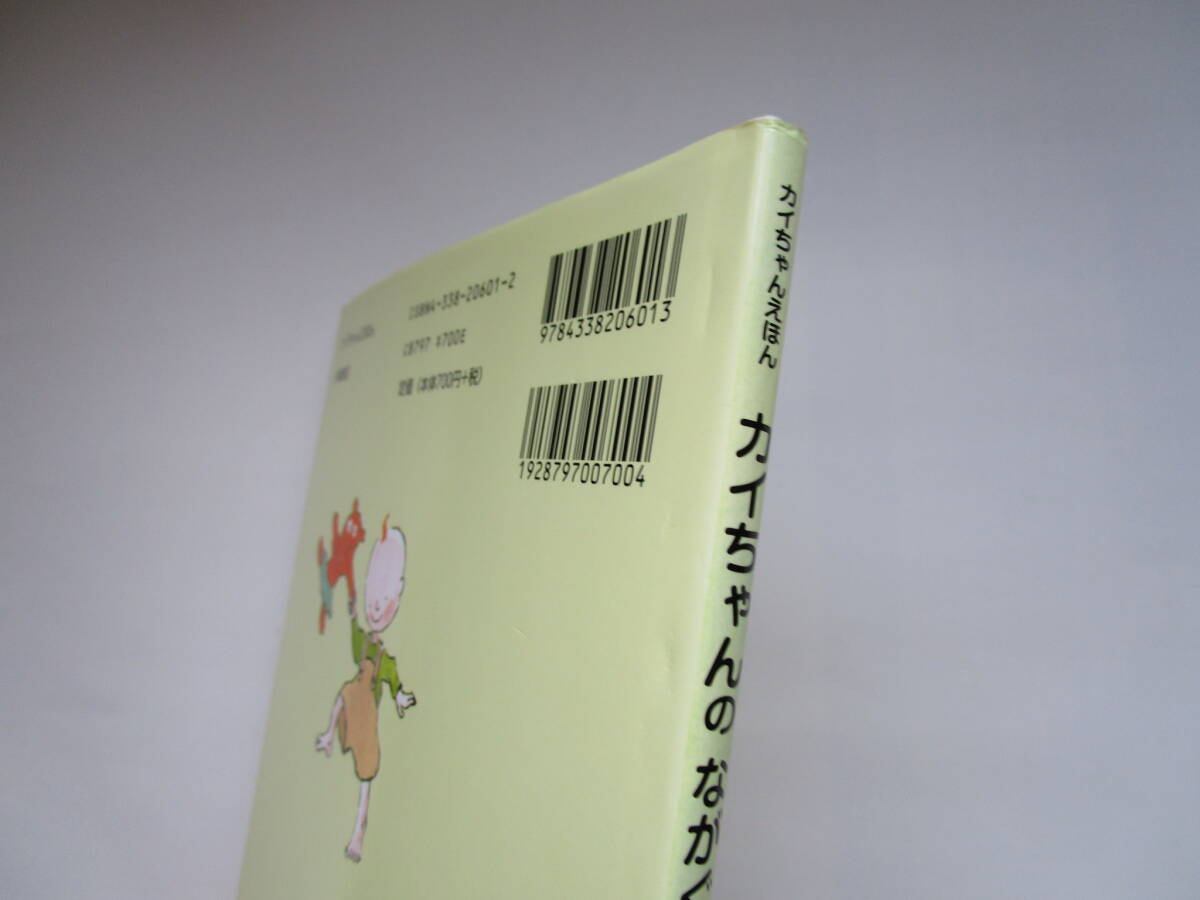 ISBN4-338-20601-2
C8797 ¥700E
定価(本体700円+税)
9784338206013
1928797007004
カイちゃんえほん
カイちゃんの ながぐ